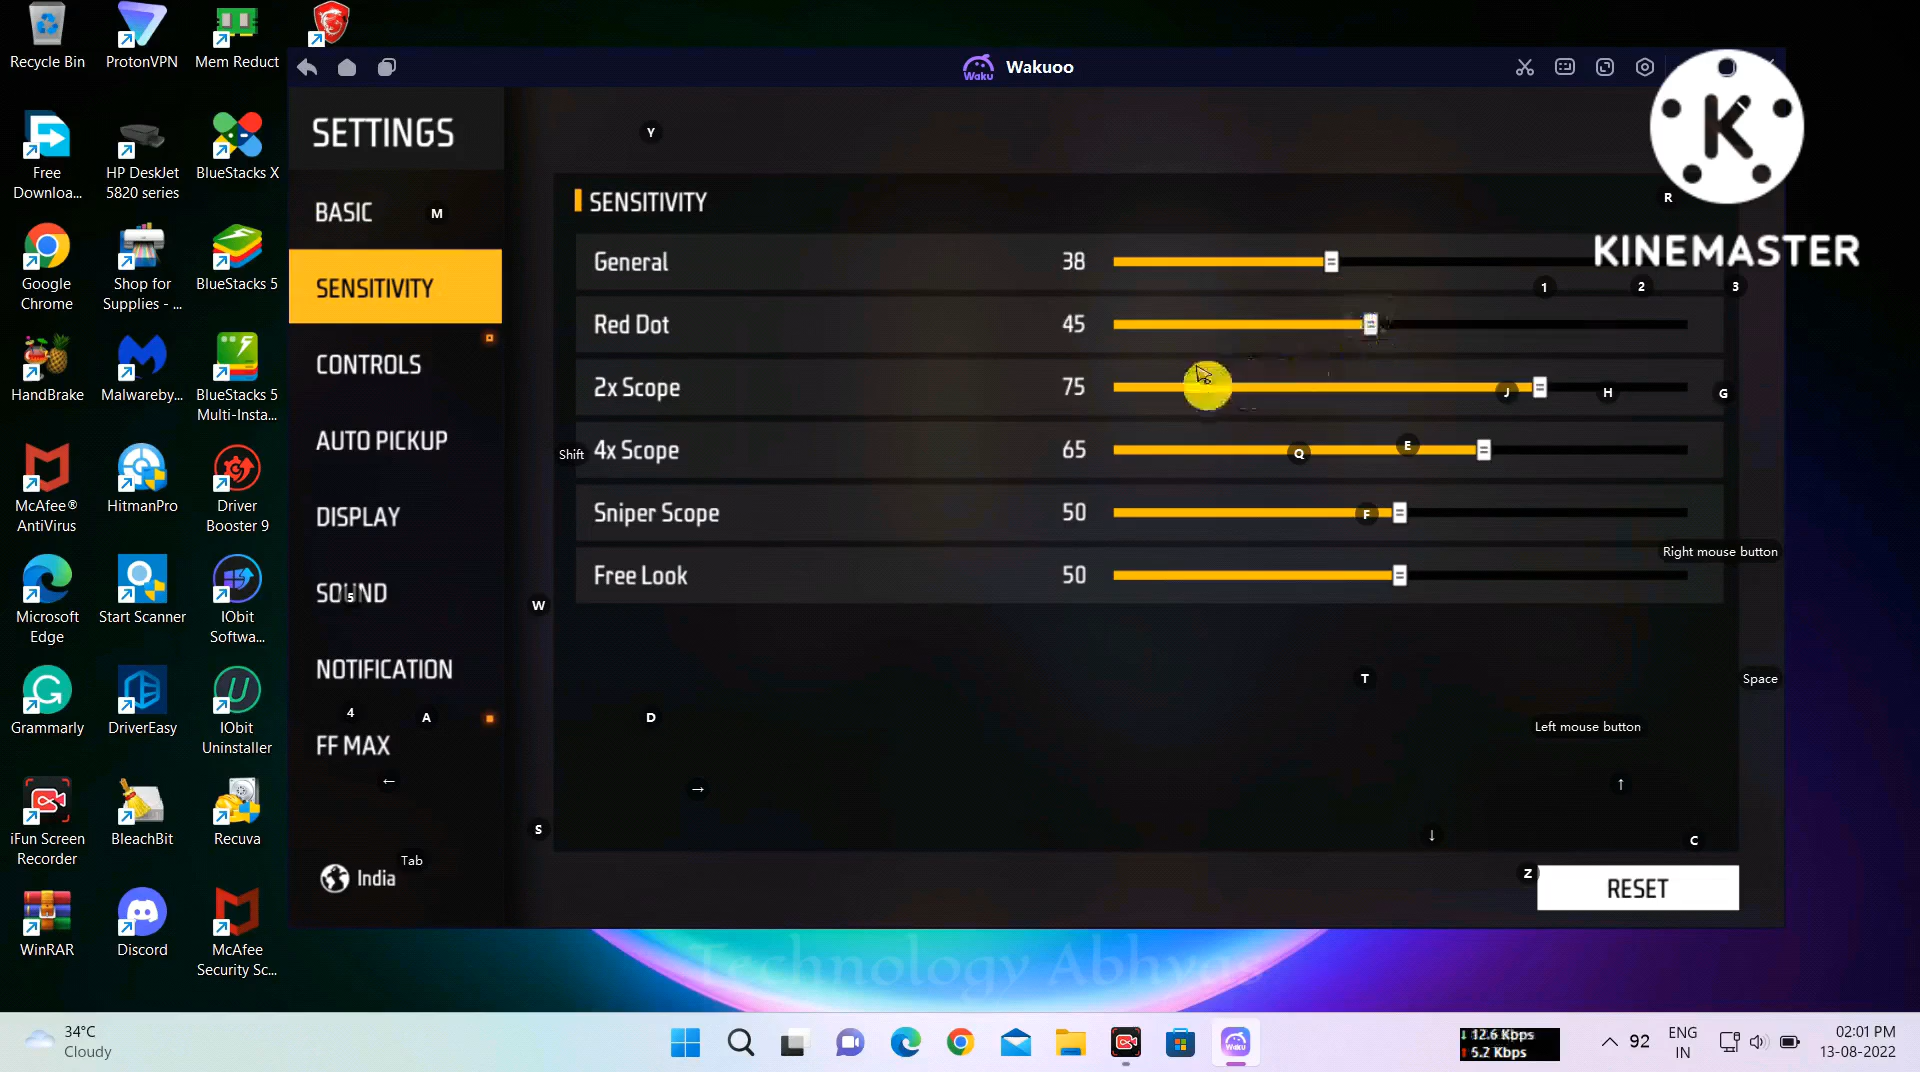 Recycle Bin
ProtonVPN
Mem Reduct
Free
Downloa...
HP DeskJet
5820 series
BlueStacks X
Google
Chrome
Shop for
Supplies - ...
BlueStacks 5
HandBrake
Malwareby...
BlueStacks 5
Multi-Insta...
McAfee®
AntiVirus
HitmanPro
Driver
Booster 9
Microsoft
Edge
Start Scanner
IObit
Softwa...
Grammarly
DriverEasy
IObit
Uninstaller
iFun Screen
Recorder
BleachBit
Recuva
WinRAR
Discord
McAfee
Security Sc...
Waku
Wakuoo
K
KINEMASTER
SETTINGS
BASIC
M
SENSITIVITY
CONTROLS
AUTO PICKUP
DISPLAY
SOUND
5
NOTIFICATION
4
A
FF MAX
←
India
Tab
Y
R
SENSITIVITY
General 38
1 2 3
Red Dot 45
2x Scope 75
J H G
Shift
4x Scope 65
Q E
Sniper Scope 50
F
Right mouse button
Free Look 50
W
T
Space
D
Left mouse button
→
↑
S
↓
C
Z
RESET
Technology Abhyas
34°C
Cloudy
Waku
↓ 12.6 Kbps
↑ 5.2 Kbps
92
ENG
IN
02:01 PM
13-08-2022